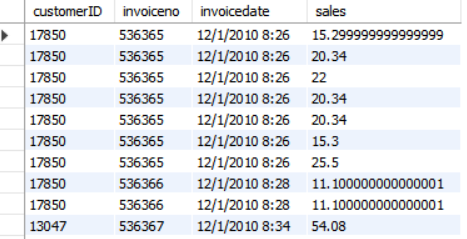 customerID invoiceno invoicedate sales
17850 536365 12/1/2010 8:26 15.299999999999999
17850 536365 12/1/2010 8:26 20.34
17850 536365 12/1/2010 8:26 22
17850 536365 12/1/2010 8:26 20.34
17850 536365 12/1/2010 8:26 20.34
17850 536365 12/1/2010 8:26 15.3
17850 536365 12/1/2010 8:26 25.5
17850 536366 12/1/2010 8:28 11.100000000000001
17850 536366 12/1/2010 8:28 11.100000000000001
13047 536367 12/1/2010 8:34 54.08